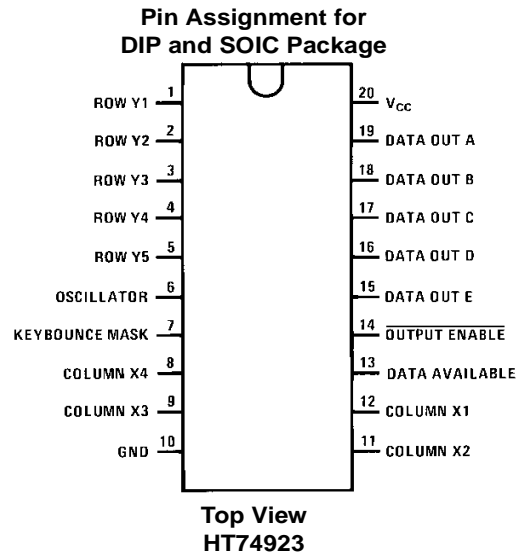 Pin Assignment for
DIP and SOIC Package
ROW Y1 1
20 VCC
ROW Y2 2
19 DATA OUT A
ROW Y3 3
18 DATA OUT B
ROW Y4 4
17 DATA OUT C
ROW Y5 5
16 DATA OUT D
OSCILLATOR 6
15 DATA OUT E
KEYBOUNCE MASK 7
14 OUTPUT ENABLE
COLUMN X4 8
13 DATA AVAILABLE
COLUMN X3 9
12 COLUMN X1
GND 10
11 COLUMN X2
Top View
HT74923